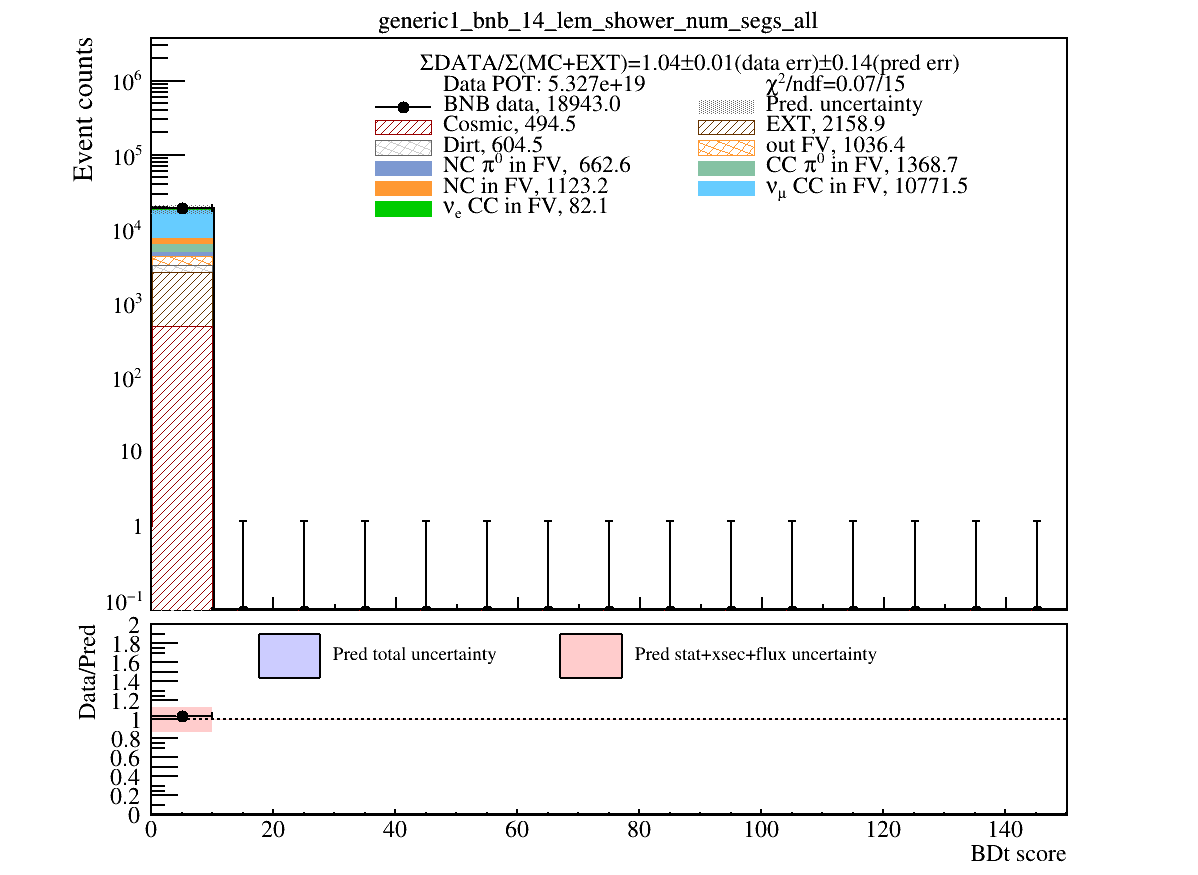 generic1_bnb_14_lem_shower_num_segs_all
Event counts
ΣDATA/Σ(MC+EXT)=1.04±0.01(data err)±0.14(pred err)
Data POT: 5.327e+19
χ²/ndf=0.07/15
BNB data, 18943.0
Pred. uncertainty
Cosmic, 494.5
EXT, 2158.9
Dirt, 604.5
out FV, 1036.4
NC π⁰ in FV, 662.6
CC π⁰ in FV, 1368.7
NC in FV, 1123.2
νμ CC in FV, 10771.5
νe CC in FV, 82.1
10⁶
10⁵
10⁴
10³
10²
10
1
10⁻¹
Data/Pred
Pred total uncertainty
Pred stat+xsec+flux uncertainty
2
1.8
1.6
1.4
1.2
1
0.8
0.6
0.4
0.2
0
0 20 40 60 80 100 120 140
BDt score